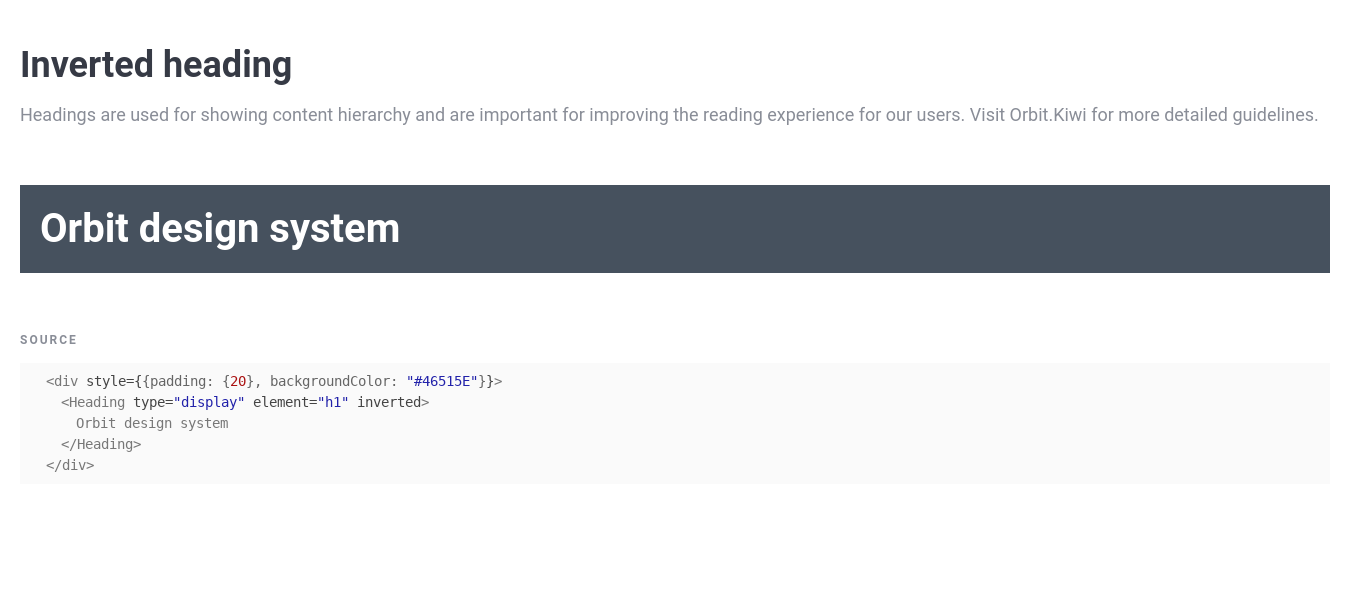 Inverted heading
Headings are used for showing content hierarchy and are important for improving the reading experience for our users. Visit Orbit.Kiwi for more detailed guidelines.
Orbit design system
SOURCE
<div style={{padding: {20}, backgroundColor: "#46515E"}}>
<Heading type="display" element="h1" inverted>
Orbit design system
</Heading>
</div>